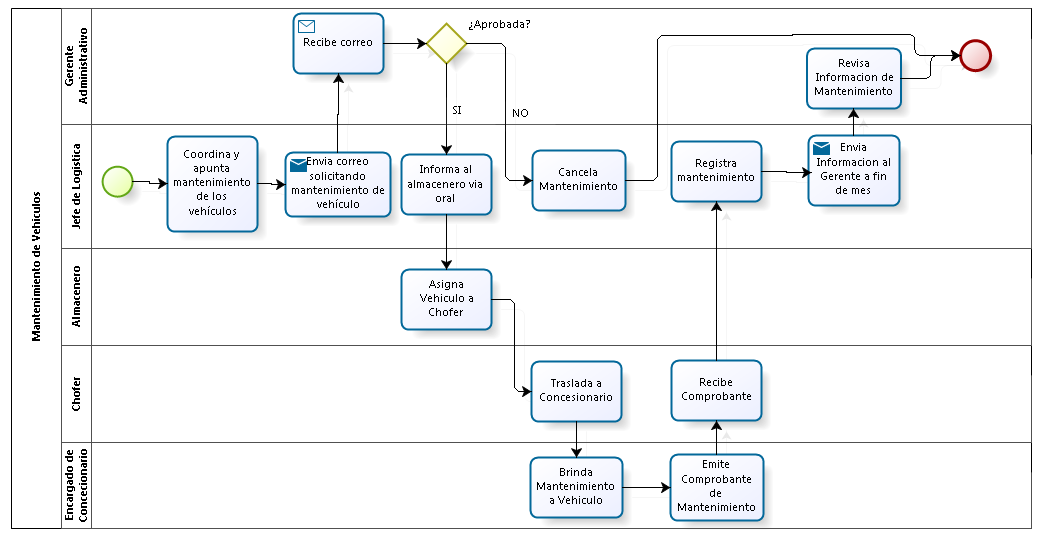 Mantenimiento de Vehiculos
Gerente
Administrativo
Recibe correo
¿Aprobada?
SI
NO
Revisa
Informacion de
Mantenimiento
Jefe de Logistica
Coordina y
apunta
mantenimiento
de los
vehículos
Envia correo
solicitando
mantenimiento de
vehículo
Informa al
almacenero via
oral
Cancela
Mantenimiento
Registra
mantenimiento
Envia
Informacion al
Gerente a fin
de mes
Almacenero
Asigna
Vehiculo a
Chofer
Chofer
Traslada a
Concesionario
Recibe
Comprobante
Encargado de
Concecionario
Brinda
Mantenimiento
a Vehiculo
Emite
Comprobante
de
Mantenimiento